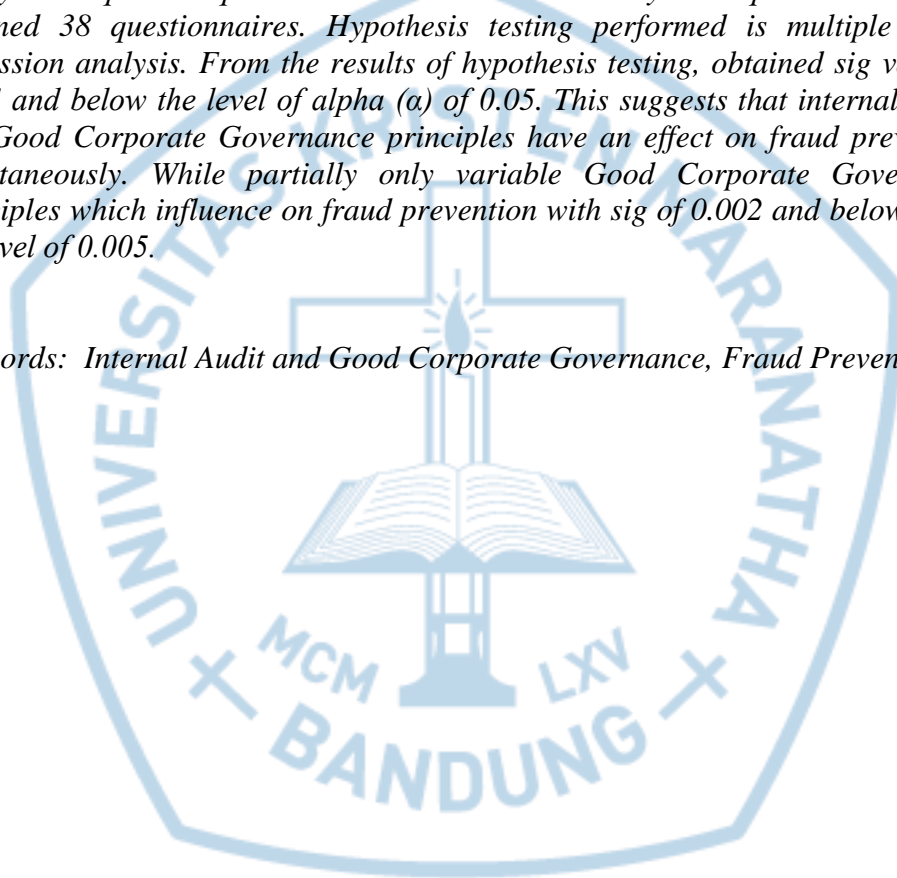 ned 38 questionnaires. Hypothesis testing performed is multiple
ssion analysis. From the results of hypothesis testing, obtained sig v
and below the level of alpha (α) of 0.05. This suggests that internal
Good Corporate Governance principles have an effect on fraud prev
taneously. While partially only variable Good Corporate Gove
iples which influence on fraud prevention with sig of 0.002 and below
vel of 0.005.
ords: Internal Audit and Good Corporate Governance, Fraud Preven
UNIVERSITAS KRISTEN MARANATHA
MCM LXV
BANDUNG